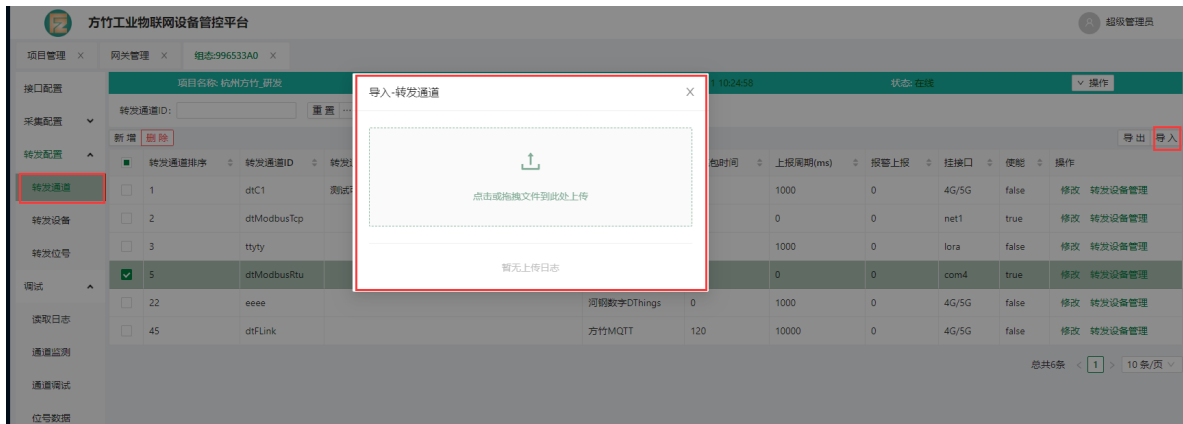 方竹工业物联网设备管控平台
超级管理员
项目管理 ×
网关管理 ×
组态:996533A0 ×
接口配置
采集配置
转发配置
转发通道
转发设备
转发位号
调试
读取日志
通道监测
通道调试
位号数据
项目名称: 杭州方竹_研发
1 10:24:58
状态: 在线
操作
转发通道ID:
重 置
新 增 删 除
导 出 导 入
转发通道排序 转发通道ID 转发 包时间 上报周期(ms) 报警上报 挂接口 使能 操作
1 dtC1 测试 1000 0 4G/5G false 修改 转发设备管理
2 dtModbusTcp 0 0 net1 true 修改 转发设备管理
3 ttyty 1000 0 lora false 修改 转发设备管理
5 dtModbusRtu 0 0 com4 true 修改 转发设备管理
22 eeee 河钢数字DThings 0 1000 0 4G/5G false 修改 转发设备管理
45 dtFLink 方竹MQTT 120 10000 0 4G/5G false 修改 转发设备管理
总共6条 < 1 > 10 条/页
导入-转发通道
点击或拖拽文件到此处上传
暂无上传日志